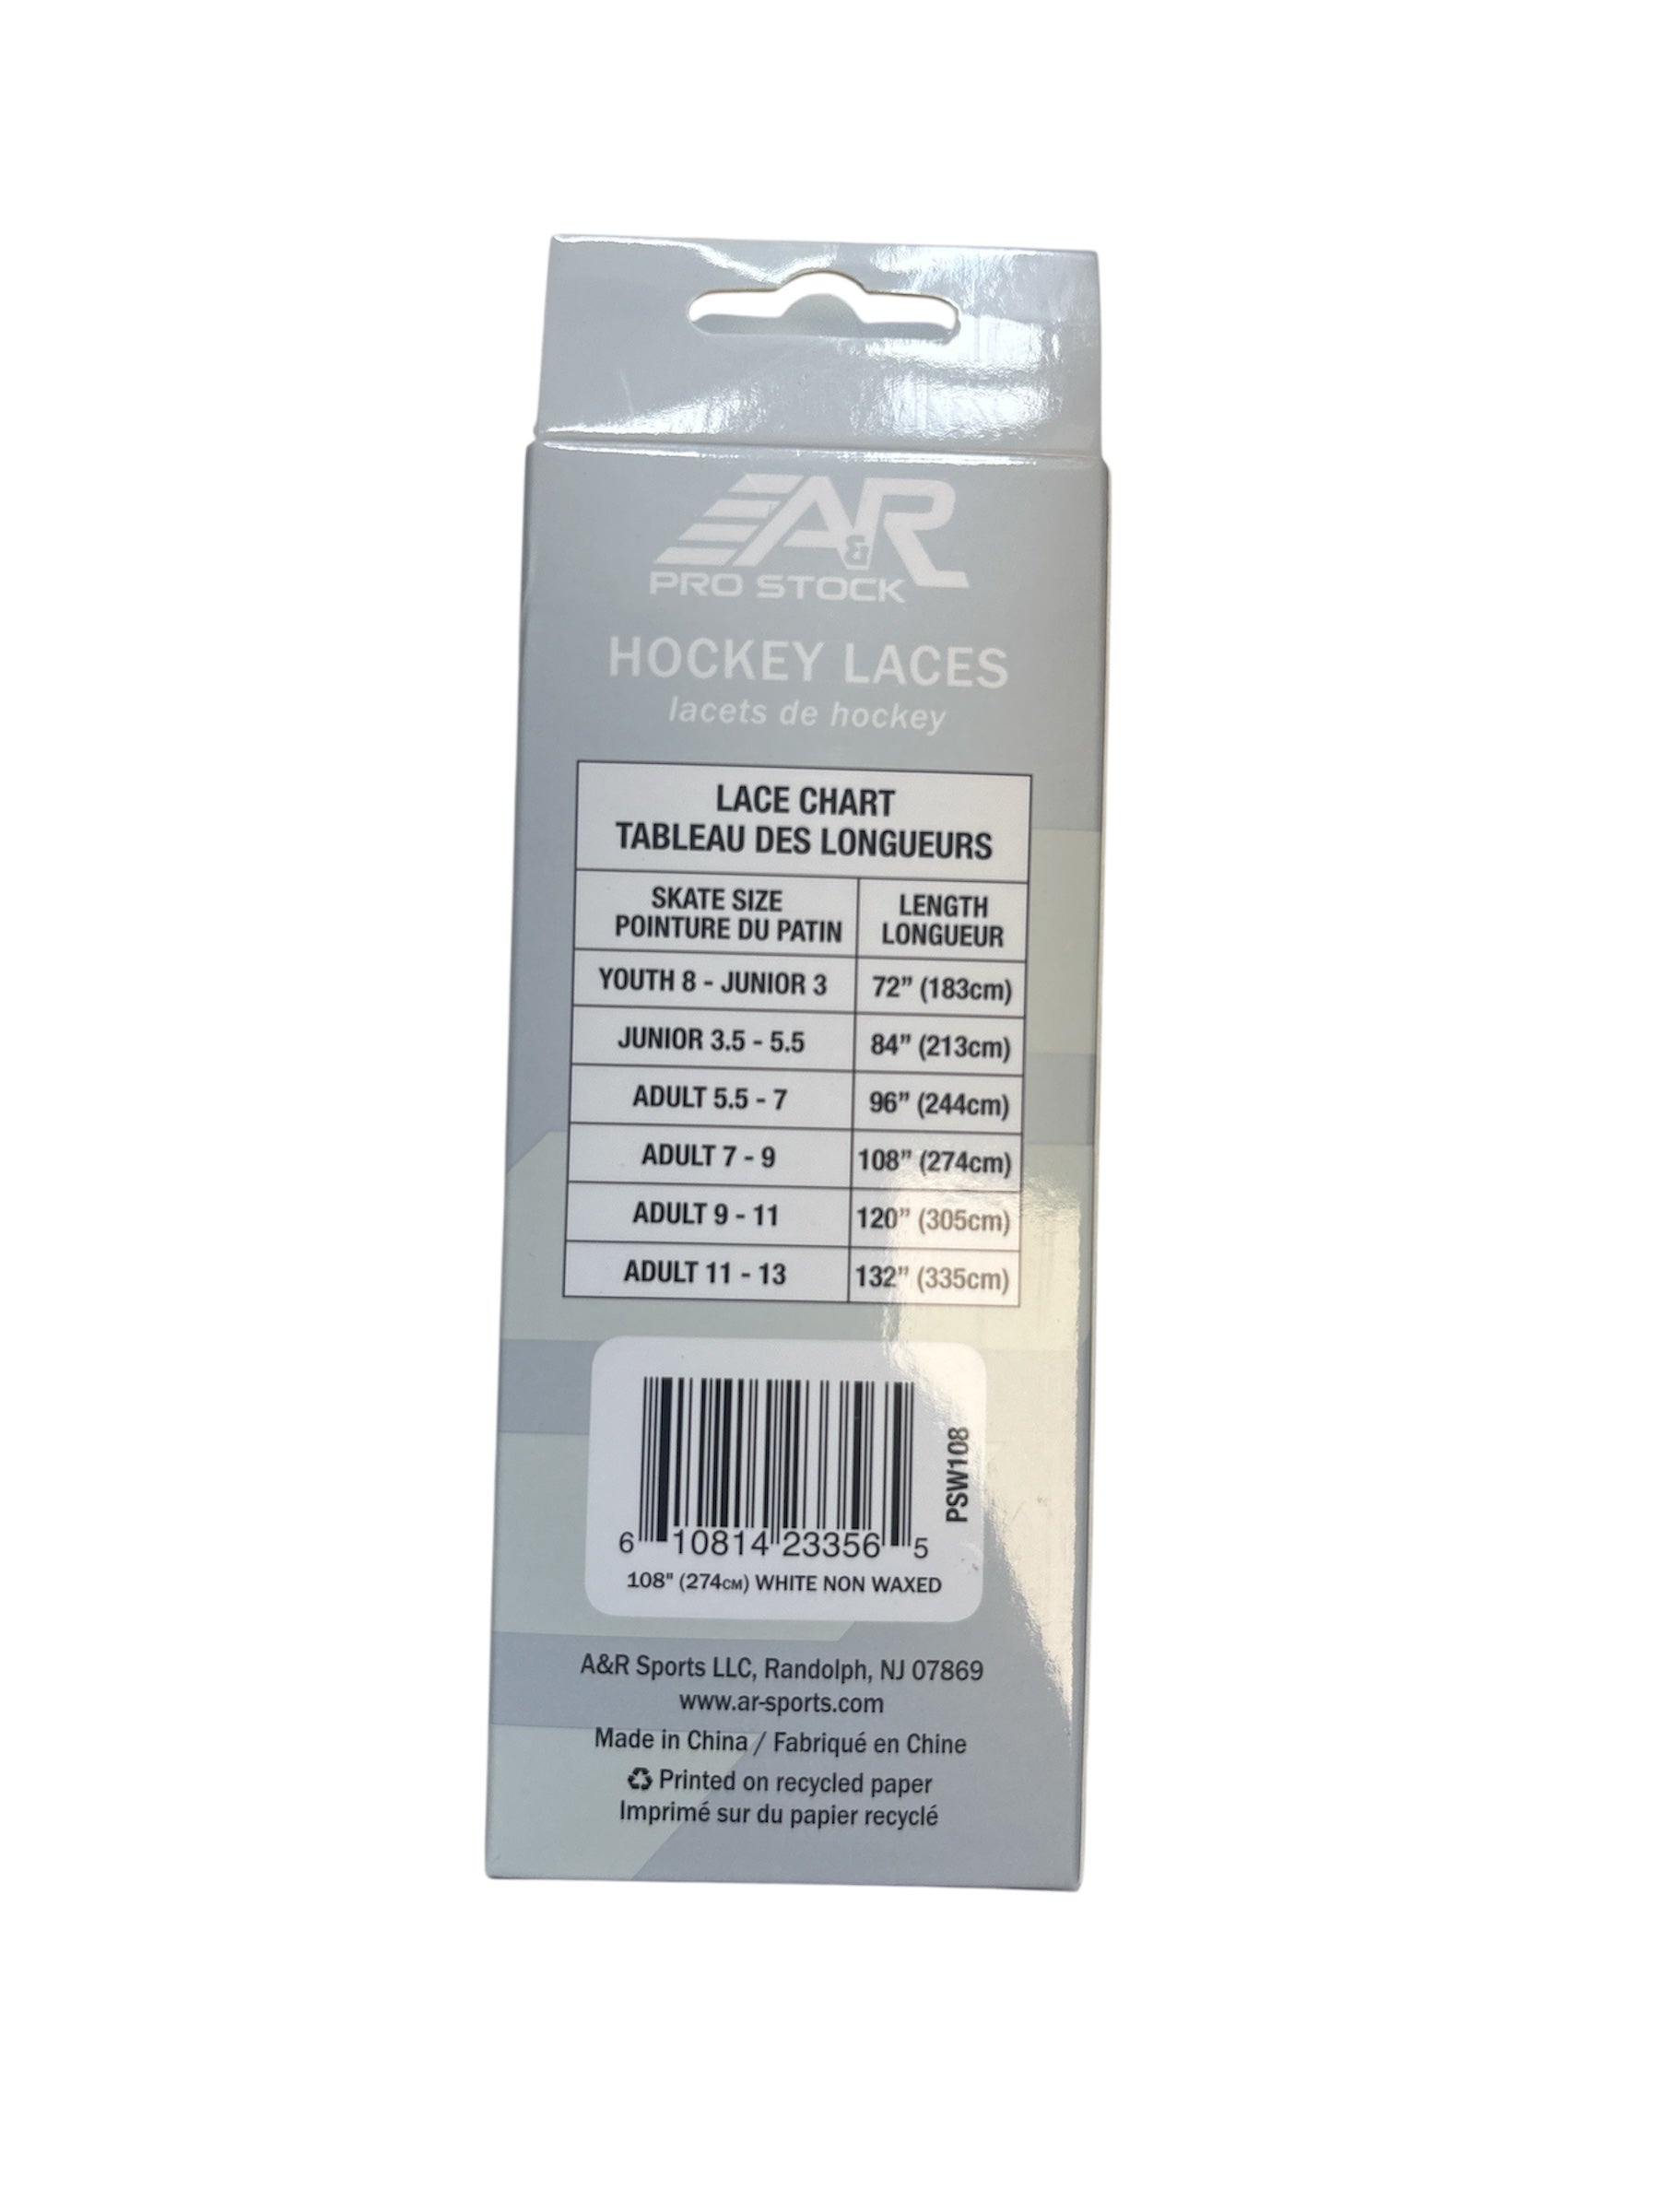 A&R
PRO STOCK
HOCKEY LACES
lacets de hockey
LACE CHART
TABLEAU DES LONGUEURS
SKATE SIZE
POINTURE DU PATIN
LENGTH
LONGUEUR
YOUTH 8 - JUNIOR 3 72” (183cm)
JUNIOR 3.5 - 5.5 84” (213cm)
ADULT 5.5 - 7 96” (244cm)
ADULT 7 - 9 108” (274cm)
ADULT 9 - 11 120” (305cm)
ADULT 11 - 13 132” (335cm)
PSW108
6 10814 23356 5
108" (274CM) WHITE NON WAXED
A&R Sports LLC, Randolph, NJ 07869
www.ar-sports.com
Made in China / Fabriqué en Chine
♻ Printed on recycled paper
Imprimé sur du papier recyclé